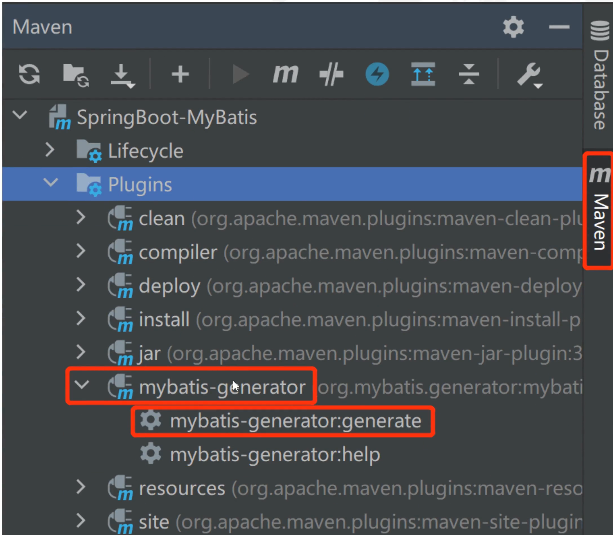 Maven
SpringBoot-MyBatis
Lifecycle
Plugins
clean (org.apache.maven.plugins:maven-clean-plu
compiler (org.apache.maven.plugins:maven-comp
deploy (org.apache.maven.plugins:maven-deploy
install (org.apache.maven.plugins:maven-install-p
jar (org.apache.maven.plugins:maven-jar-plugin:3
mybatis-generator (org.mybatis.generator:mybati
mybatis-generator:generate
mybatis-generator:help
resources (org.apache.maven.plugins:maven-reso
site (org.apache.maven.plugins:maven-site-plugin
Database
m
Maven